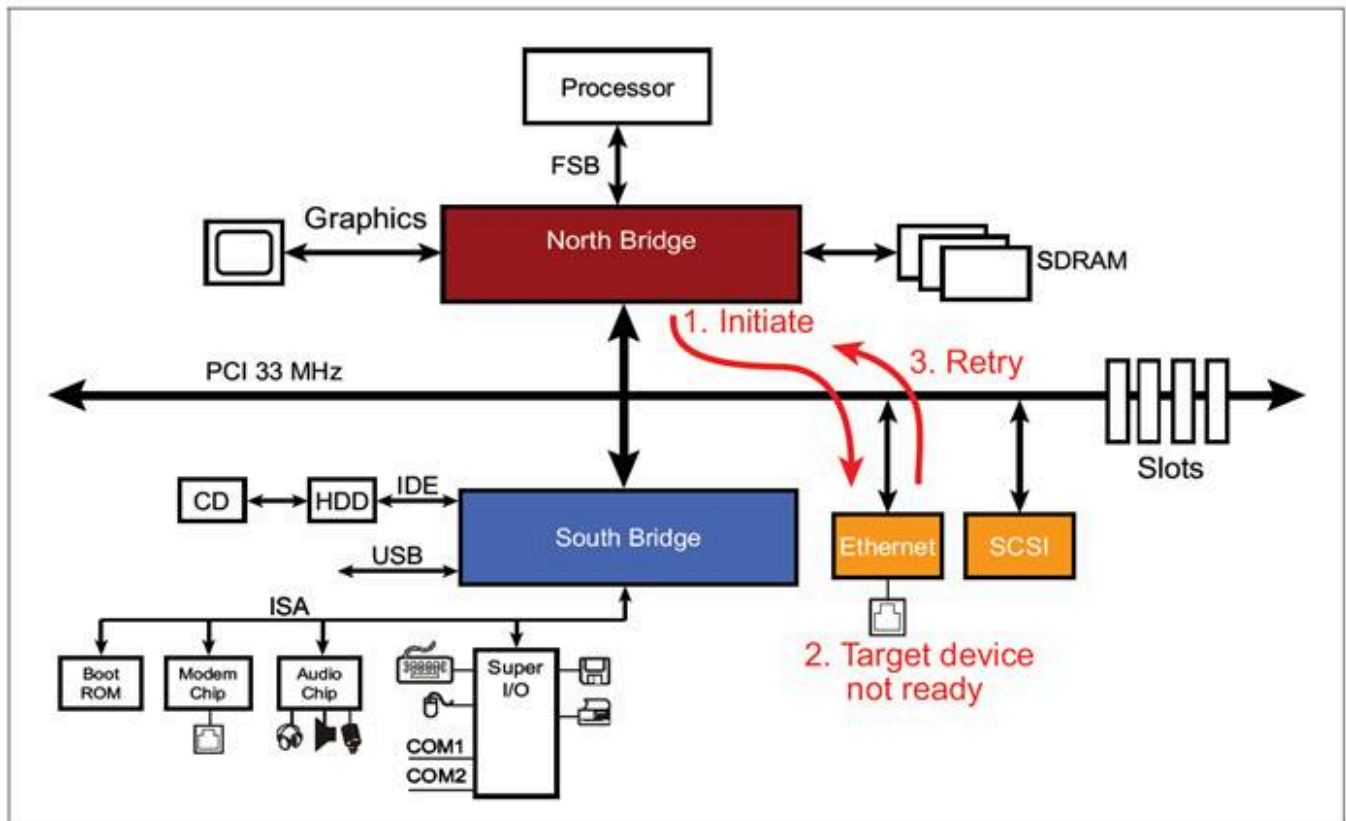 Processor
FSB
Graphics
North Bridge
SDRAM
1. Initiate
3. Retry
PCI 33 MHz
Slots
CD
HDD
IDE
South Bridge
Ethernet
SCSI
USB
ISA
2. Target device
not ready
Boot
ROM
Modem
Chip
Audio
Chip
Super
I/O
COM1
COM2